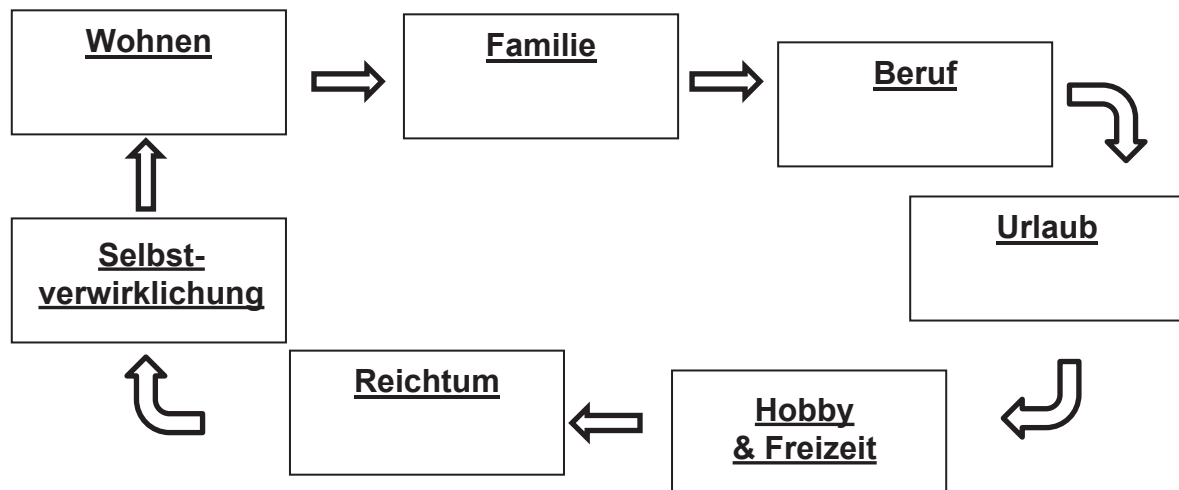 Wohnen
Familie
Beruf
Urlaub
Hobby
& Freizeit
Reichtum
Selbst-
verwirklichung